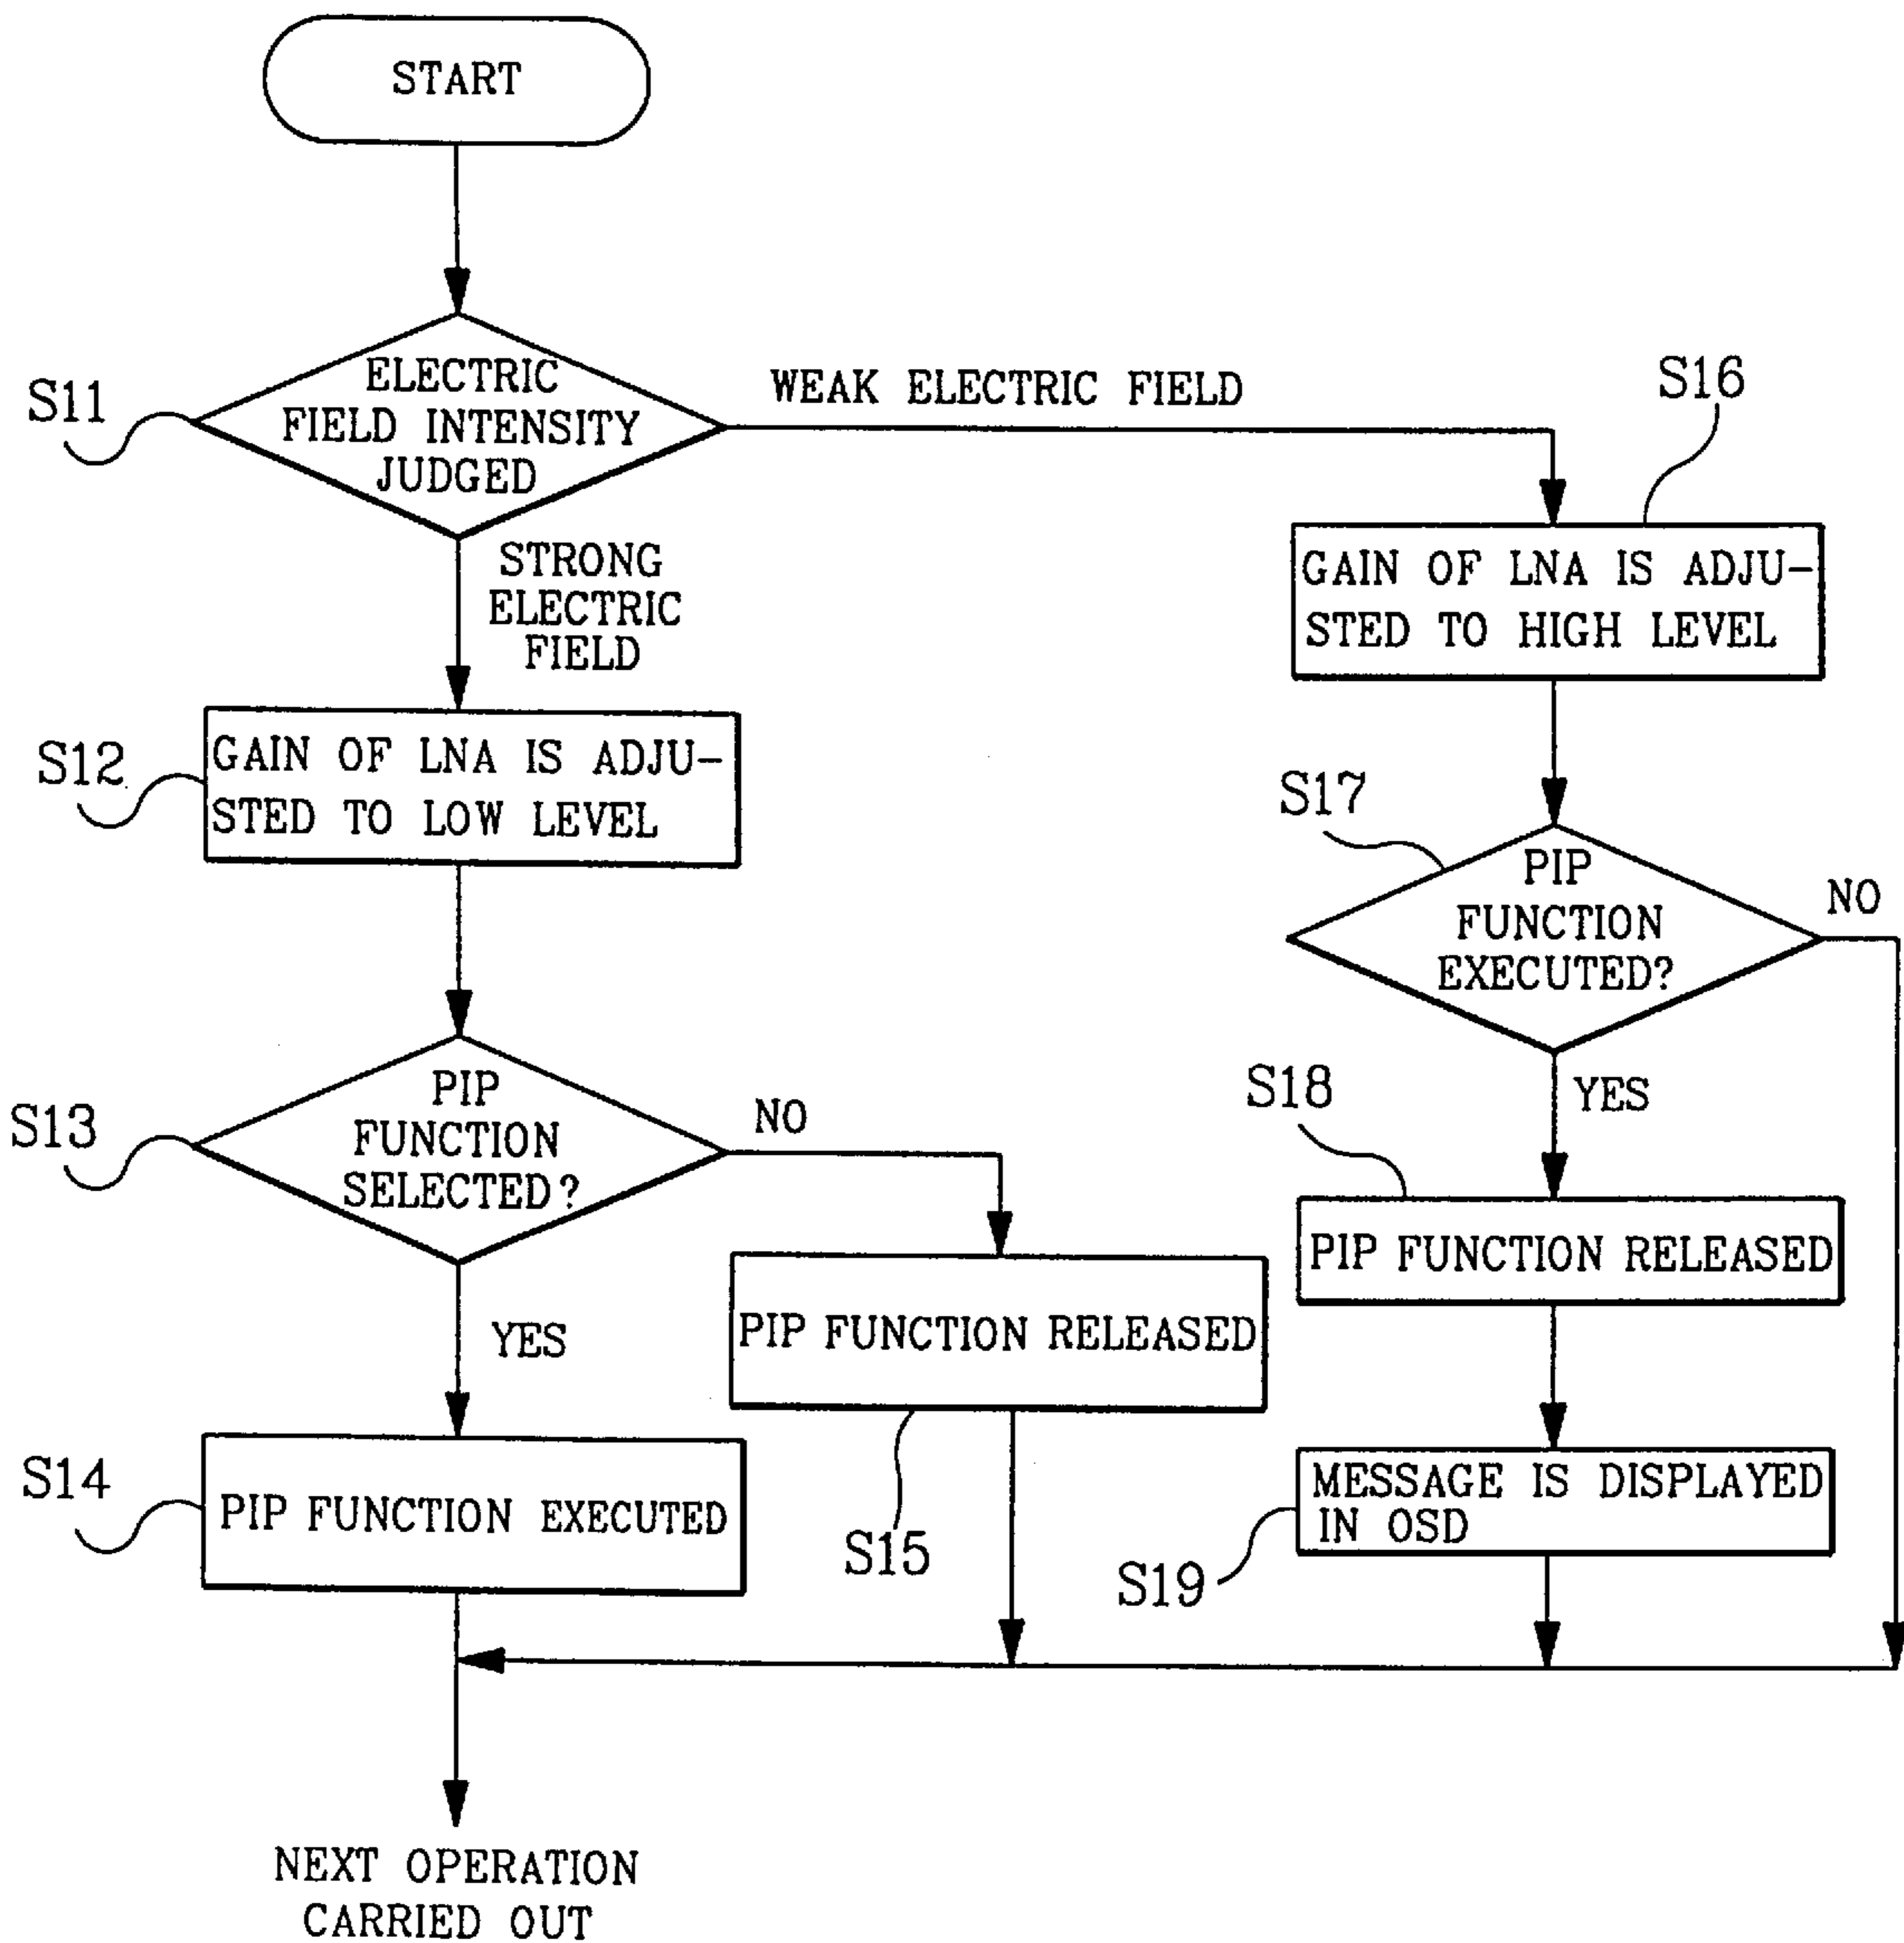 START
S11
ELECTRIC
FIELD INTENSITY
JUDGED
WEAK ELECTRIC FIELD
STRONG
ELECTRIC
FIELD
S12
GAIN OF LNA IS ADJU-
STED TO LOW LEVEL
S13
PIP
FUNCTION
SELECTED?
NO
YES
S14
PIP FUNCTION EXECUTED
PIP FUNCTION RELEASED
S15
S16
GAIN OF LNA IS ADJU-
STED TO HIGH LEVEL
S17
PIP
FUNCTION
EXECUTED?
NO
YES
S18
PIP FUNCTION RELEASED
MESSAGE IS DISPLAYED
IN OSD
S19
NEXT OPERATION
CARRIED OUT